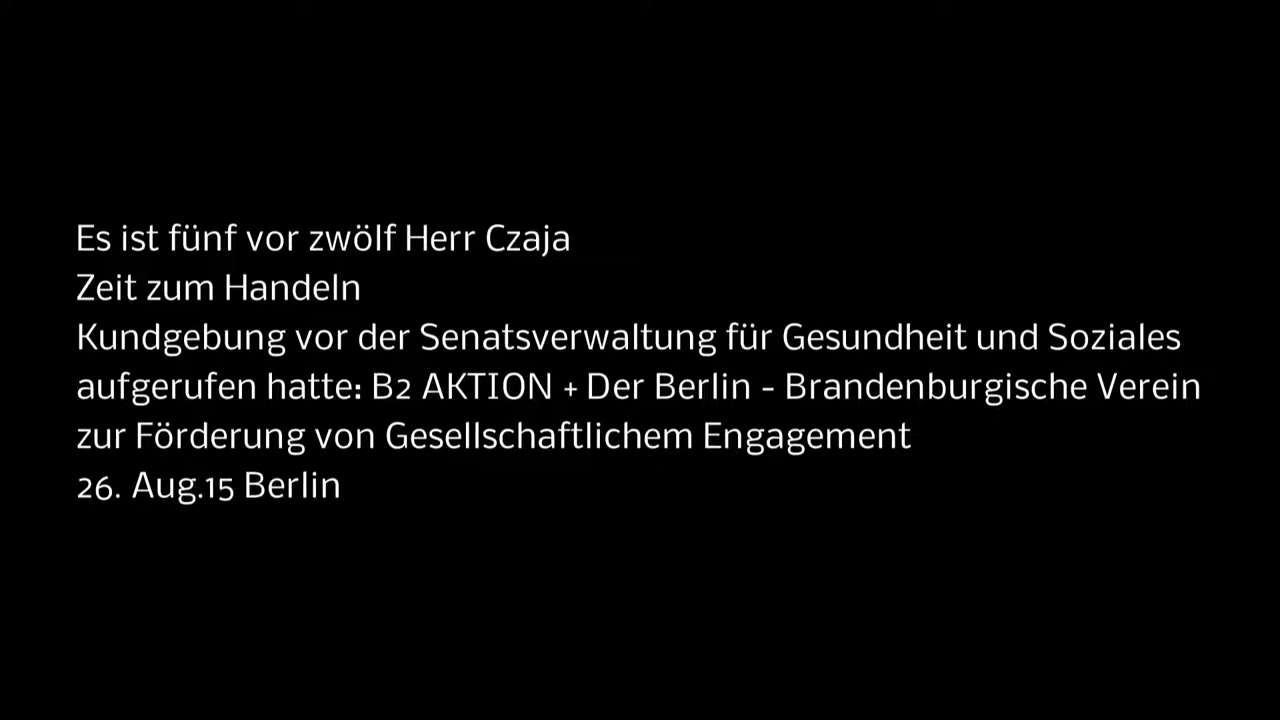 Es ist fünf vor zwölf Herr Czaja
Zeit zum Handeln
Kundgebung vor der Senatsverwaltung für Gesundheit und Soziales
aufgerufen hatte: B2 AKTION + Der Berlin - Brandenburgische Verein
zur Förderung von Gesellschaftlichem Engagement
26. Aug.15 Berlin